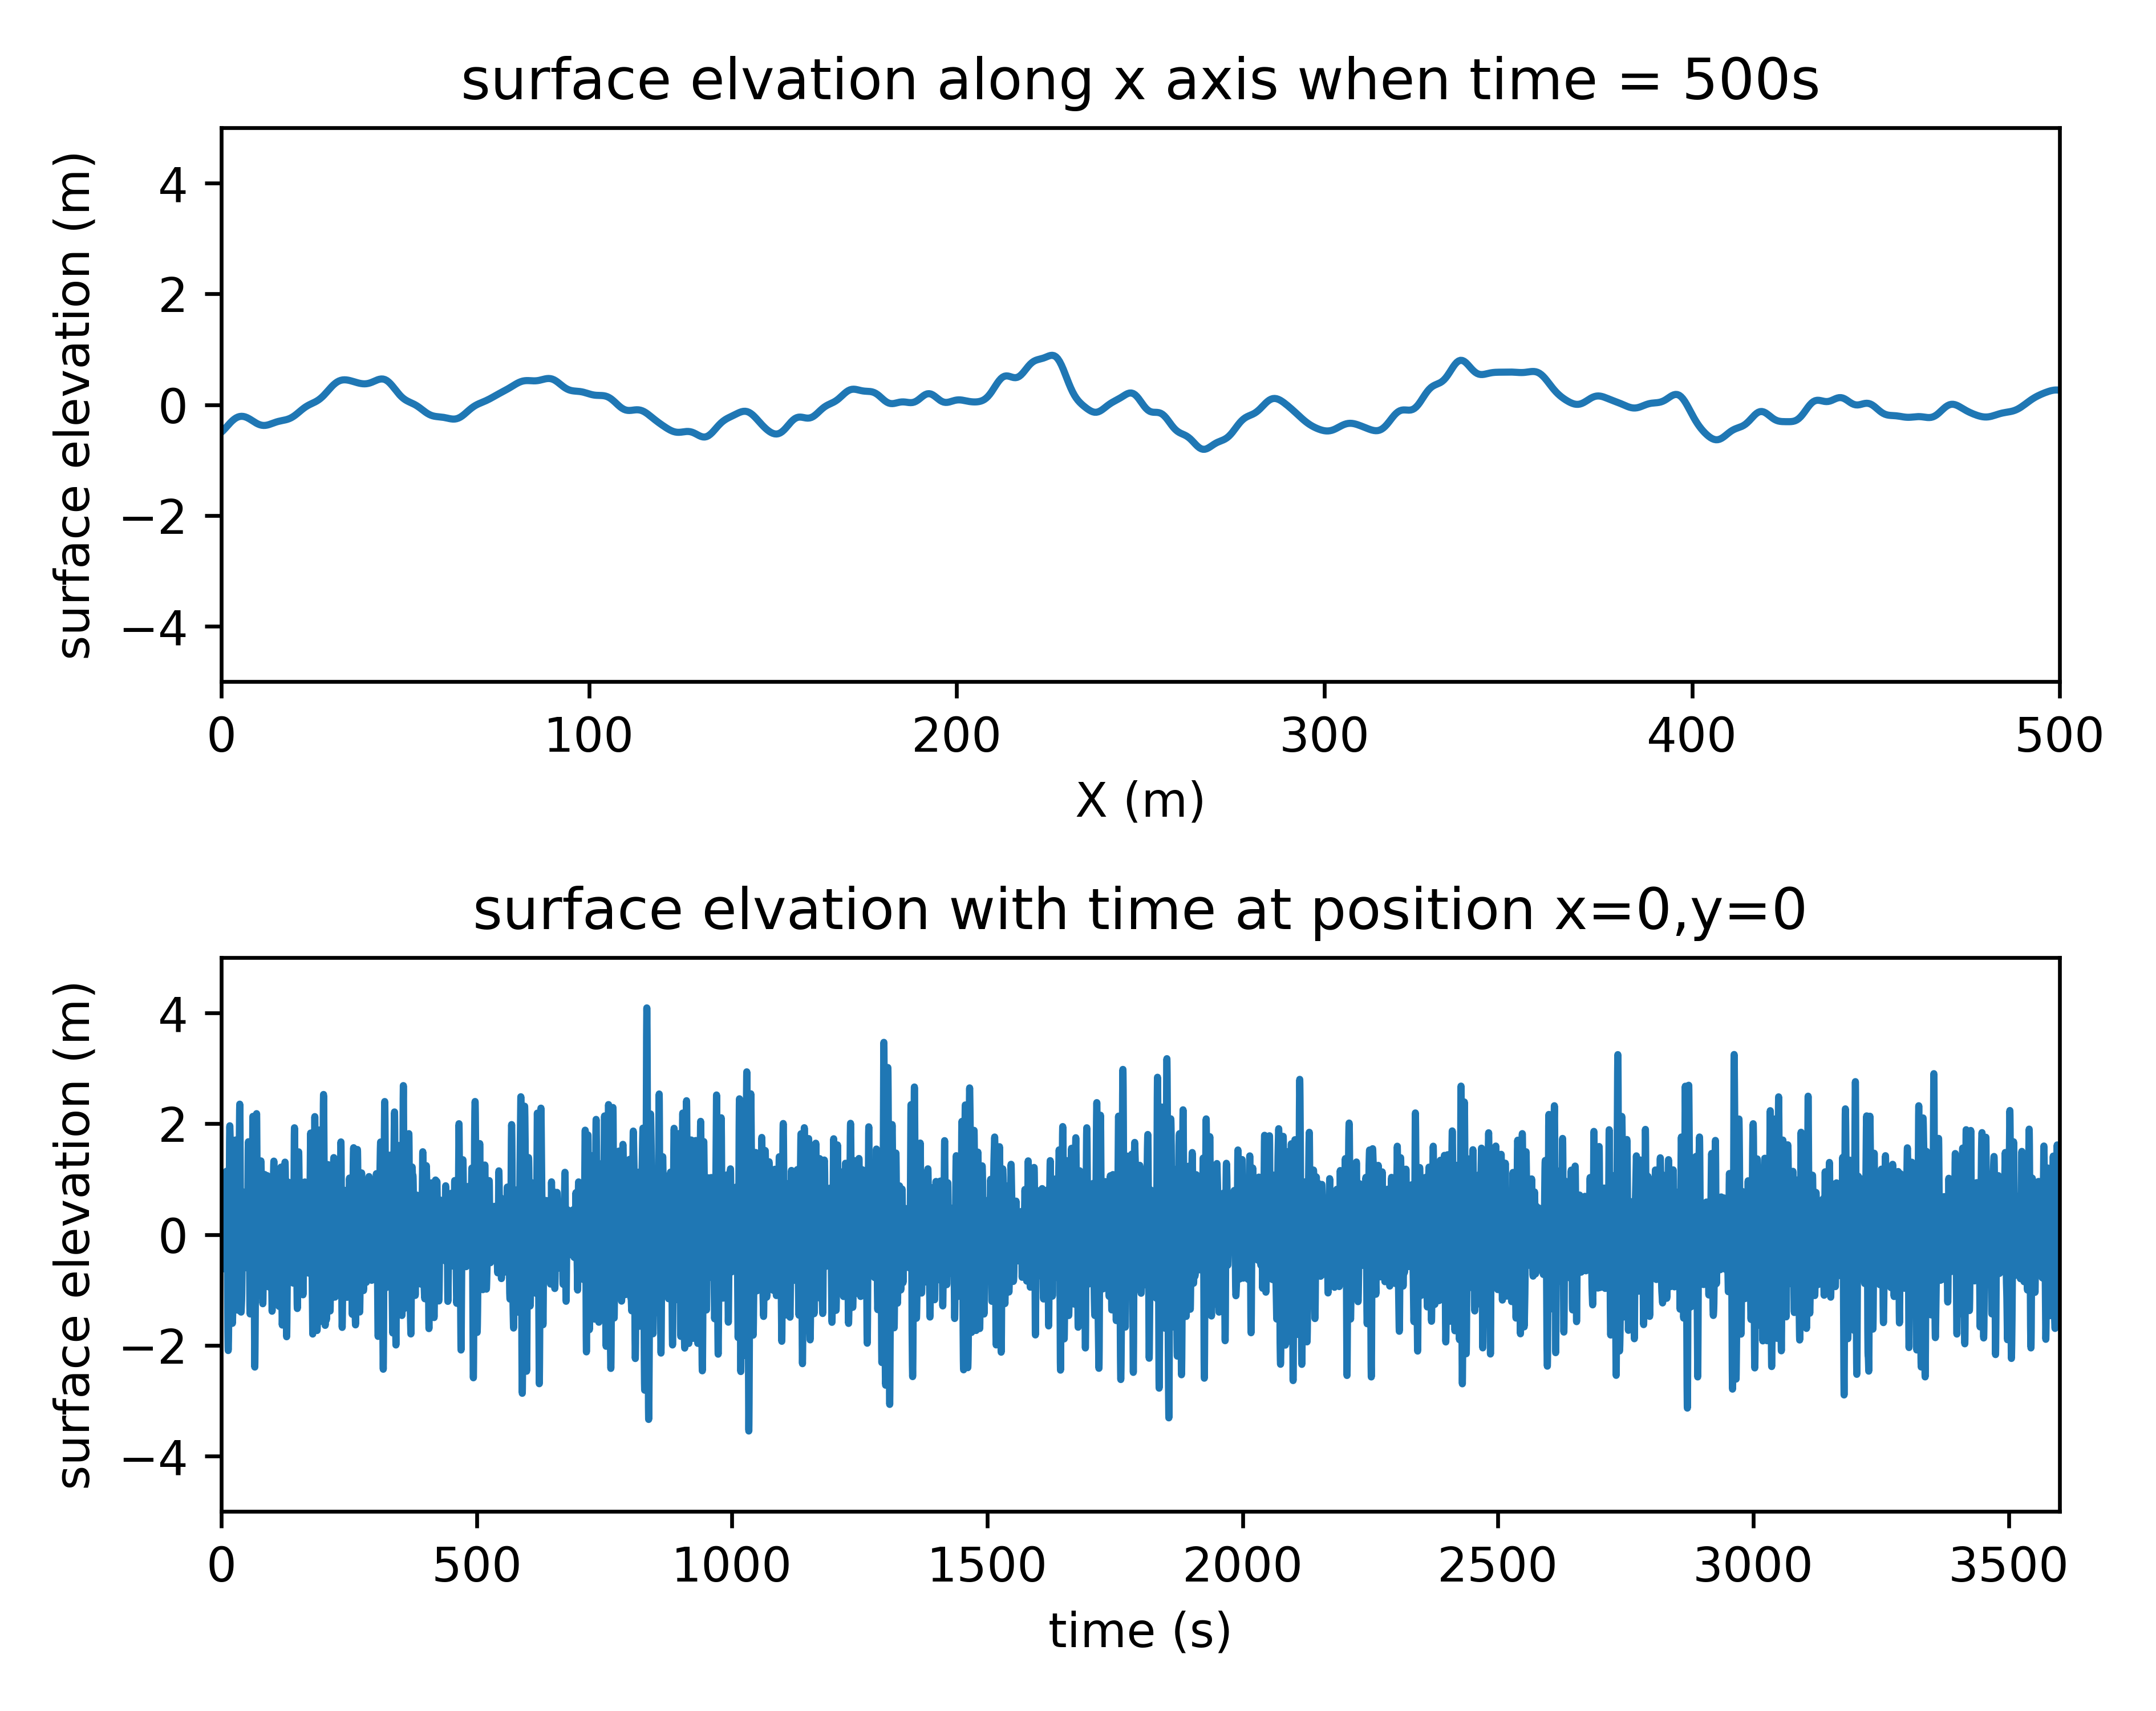 surface elvation along x axis when time = 500s
surface elevation (m)
4
2
0
−2
−4
0 100 200 300 400 500
X (m)
surface elvation with time at position x=0,y=0
surface elevation (m)
4
2
0
−2
−4
0 500 1000 1500 2000 2500 3000 3500
time (s)